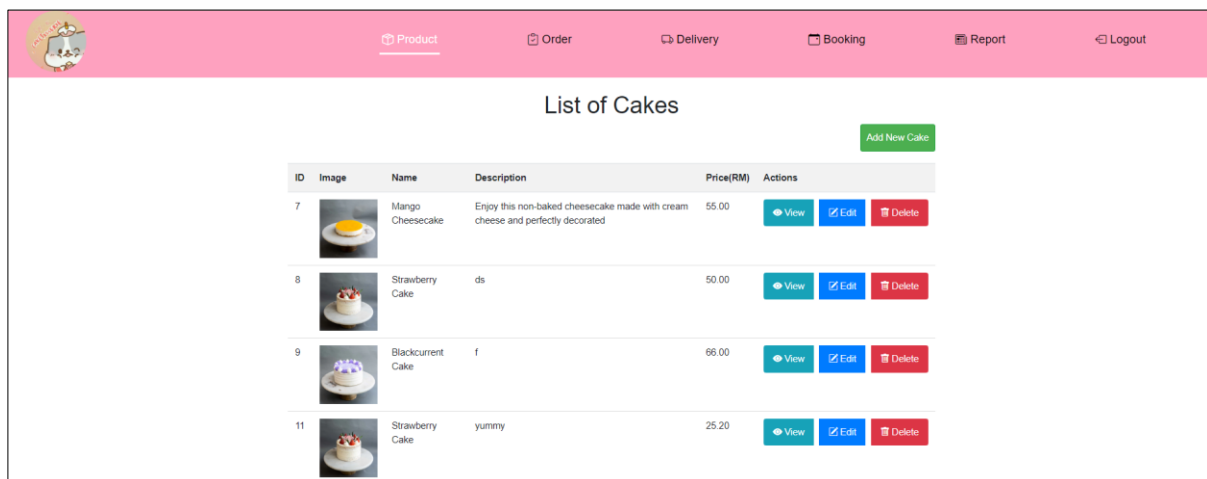 Product Order Delivery Booking Report Logout
List of Cakes
Add New Cake
ID Image Name Description Price(RM) Actions
7 Mango Enjoy this non-baked cheesecake made with cream 55.00 View Edit Delete
Cheesecake cheese and perfectly decorated
8 Strawberry ds 50.00 View Edit Delete
Cake
9 Blackcurrent f 66.00 View Edit Delete
Cake
11 Strawberry yummy 25.20 View Edit Delete
Cake